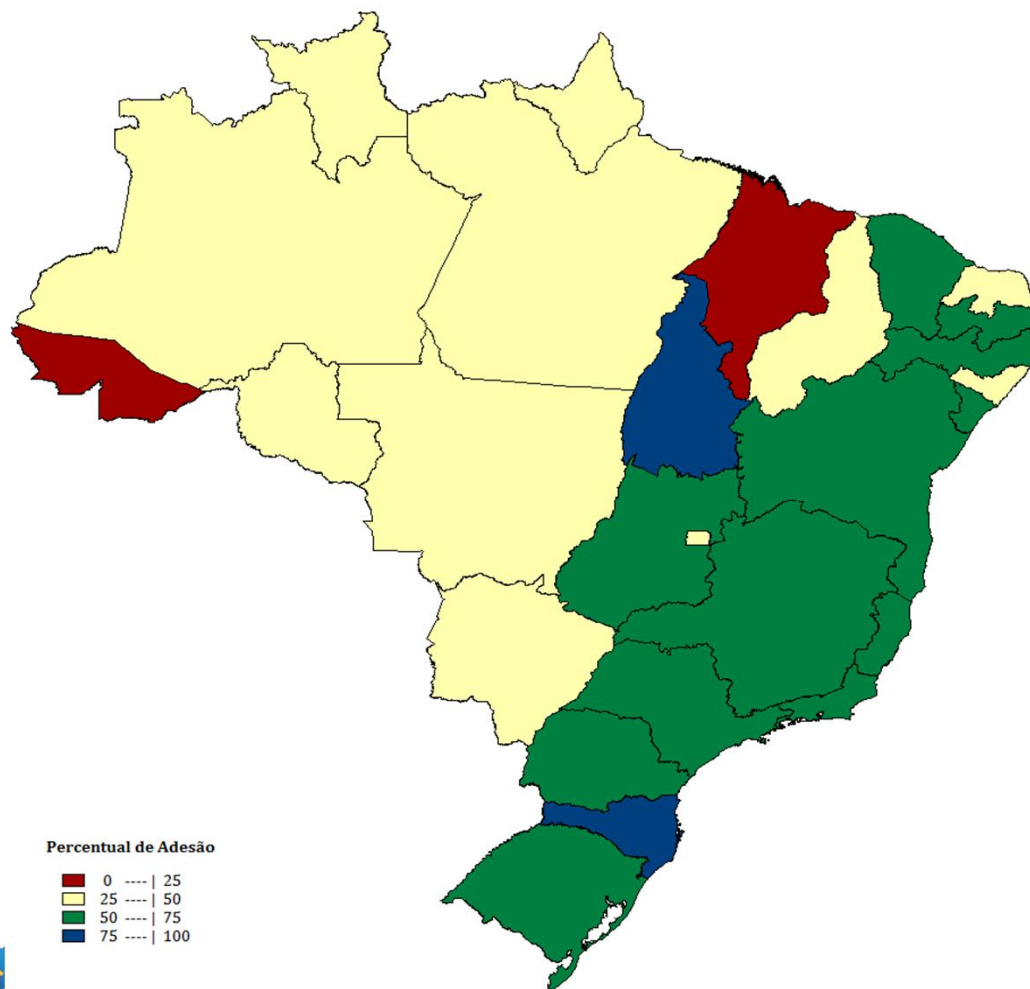 Percentual de Adesão
0 ---- | 25
25 ---- | 50
50 ---- | 75
75 ---- | 100